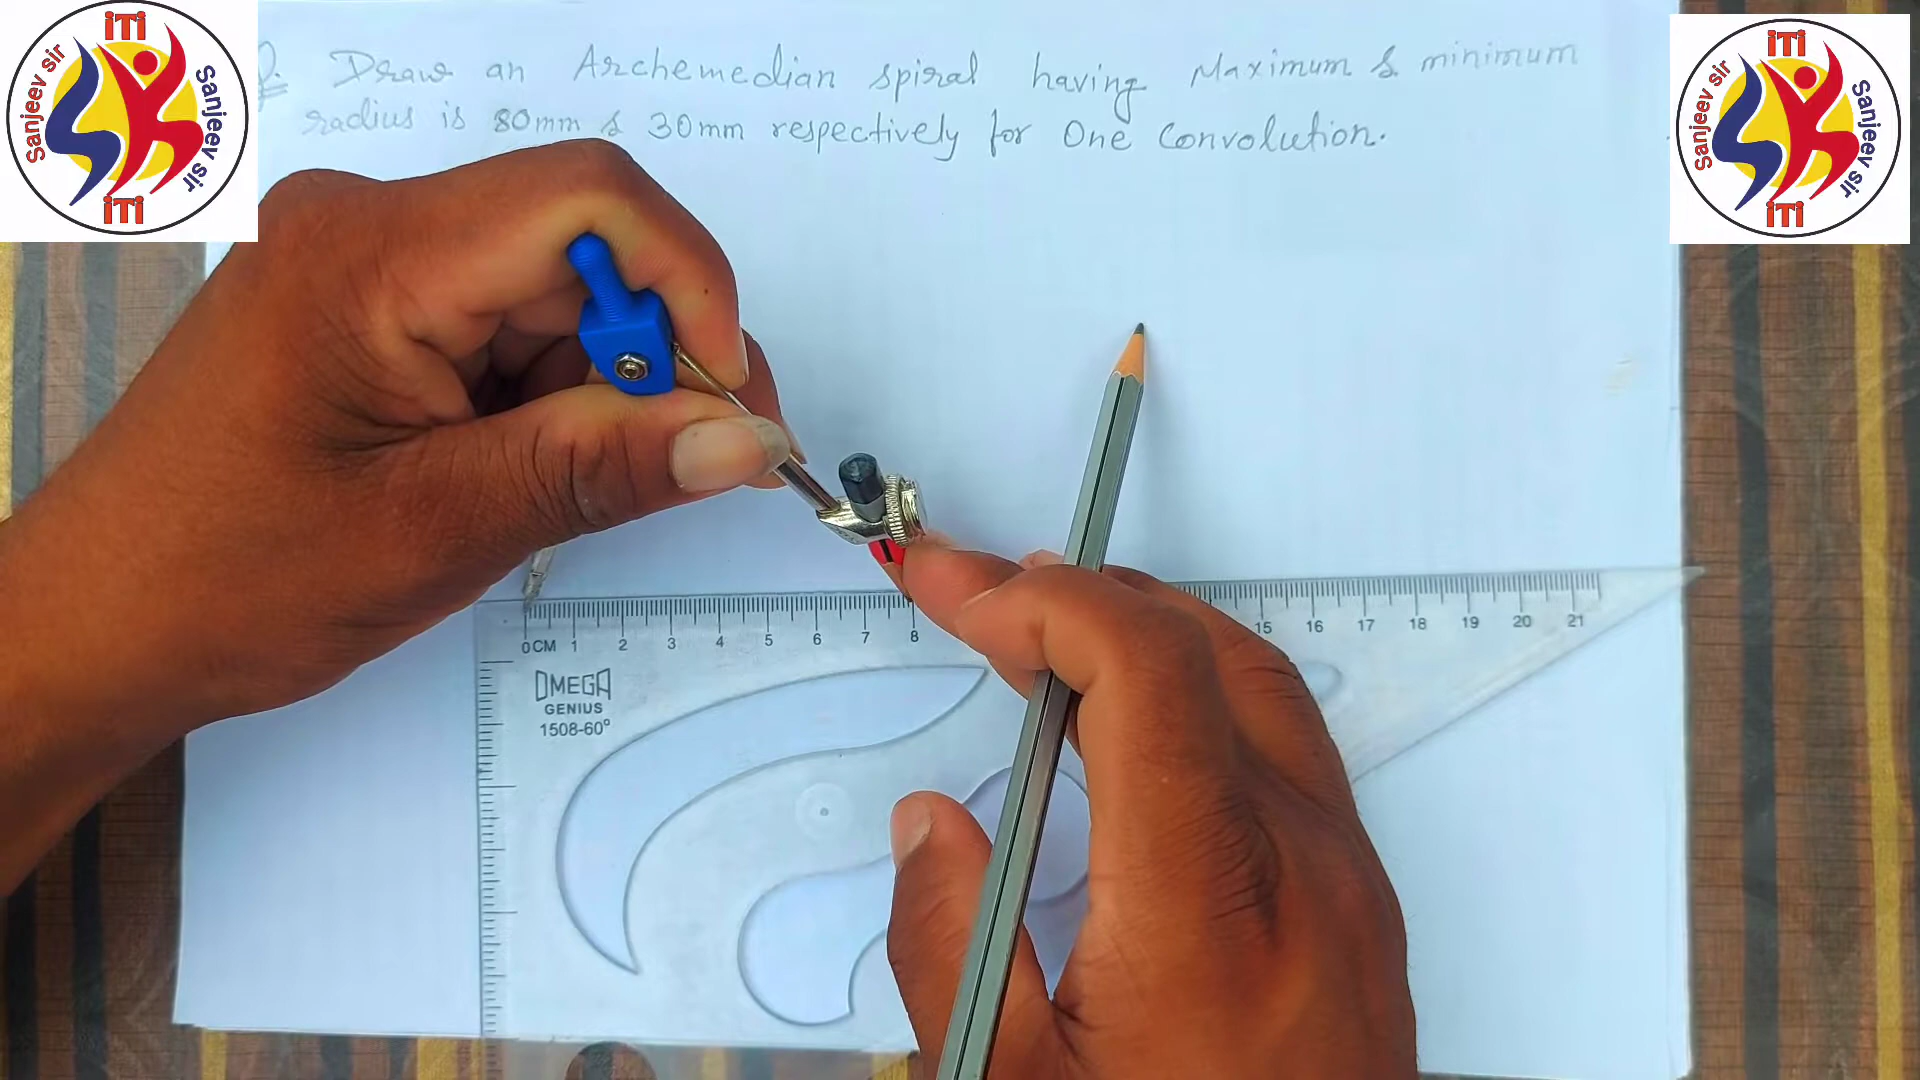 iTi
Sanjeev sir
Sanjeev sir
iTi
iTi
Sanjeev sir
Sanjeev sir
iTi
Q. Draw an Archemedian spiral having Maximum & minimum
radius is 80mm & 30mm respectively for One Convolution.
0 CM 1 2 3 4 5 6 7 8 15 16 17 18 19 20 21
OMEGA
GENIUS
1508-60°